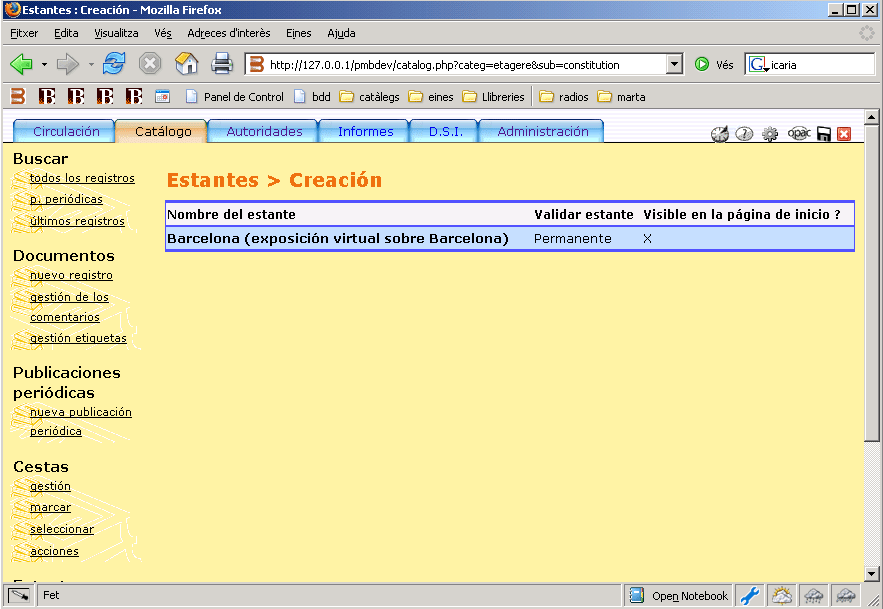 Estantes : Creación - Mozilla Firefox
Fitxer Edita Visualitza Vés Adreces d'interès Eines Ajuda
http://127.0.0.1/pmbdev/catalog.php?categ=etagere&sub=constitution Vés icaria
Panel de Control bdd catàlegs eines Llibreries radios marta
Circulación Catálogo Autoridades Informes D.S.I. Administración opac
Buscar
todos los registros
p. periódicas
últimos registros
Documentos
nuevo registro
gestión de los
comentarios
gestión etiquetas
Publicaciones
periódicas
nueva publicación
periódica
Cestas
gestión
marcar
seleccionar
acciones
Estantes > Creación
Nombre del estante Validar estante Visible en la página de inicio ?
Barcelona (exposición virtual sobre Barcelona) Permanente X
Fet Open Notebook